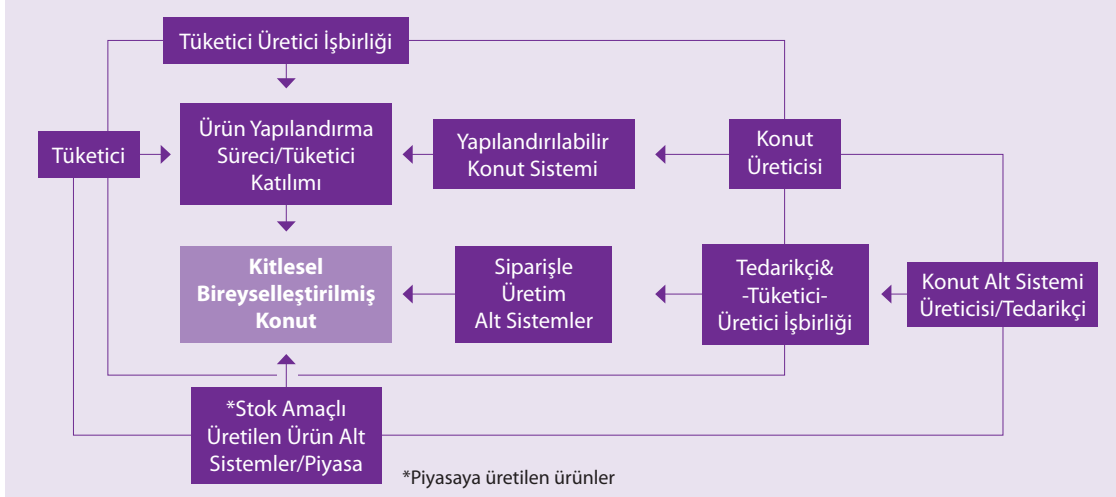 Tüketici Üretici İşbirliği
Tüketici
Ürün Yapılandırma
Süreci/Tüketici
Katılımı
Yapılandırılabilir
Konut Sistemi
Konut
Üreticisi
Kitlesel
Bireyselleştirilmiş
Konut
Siparişle
Üretim
Alt Sistemler
Tedarikçi&
-Tüketici-
Üretici İşbirliği
Konut Alt Sistemi
Üreticisi/Tedarikçi
*Stok Amaçlı
Üretilen Ürün Alt
Sistemler/Piyasa
*Piyasaya üretilen ürünler